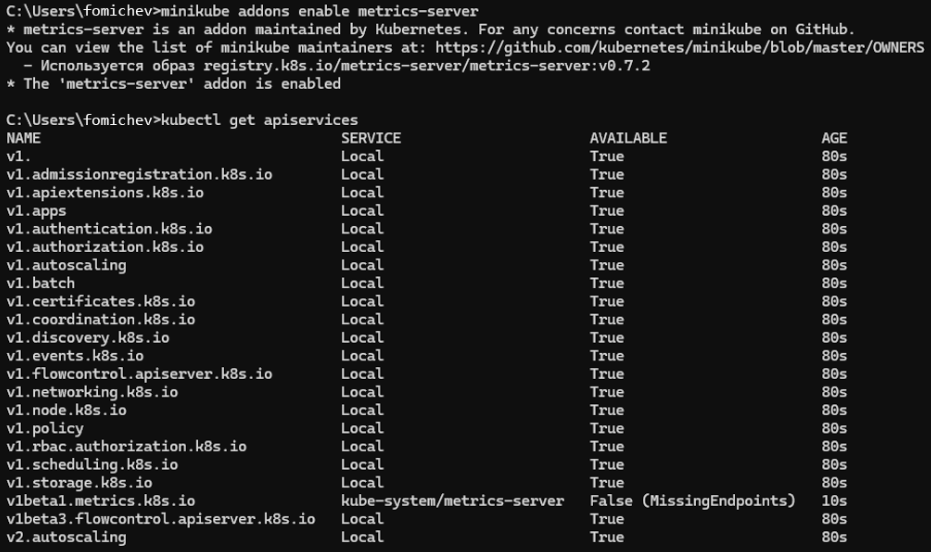 C:\Users\fomichev>minikube addons enable metrics-server
* metrics-server is an addon maintained by Kubernetes. For any concerns contact minikube on GitHub.
You can view the list of minikube maintainers at: https://github.com/kubernetes/minikube/blob/master/OWNERS
- Используется образ registry.k8s.io/metrics-server/metrics-server:v0.7.2
* The 'metrics-server' addon is enabled
C:\Users\fomichev>kubectl get apiservices
NAME SERVICE AVAILABLE AGE
v1. Local True 80s
v1.admissionregistration.k8s.io Local True 80s
v1.apiextensions.k8s.io Local True 80s
v1.apps Local True 80s
v1.authentication.k8s.io Local True 80s
v1.authorization.k8s.io Local True 80s
v1.autoscaling Local True 80s
v1.batch Local True 80s
v1.certificates.k8s.io Local True 80s
v1.coordination.k8s.io Local True 80s
v1.discovery.k8s.io Local True 80s
v1.events.k8s.io Local True 80s
v1.flowcontrol.apiserver.k8s.io Local True 80s
v1.networking.k8s.io Local True 80s
v1.node.k8s.io Local True 80s
v1.policy Local True 80s
v1.rbac.authorization.k8s.io Local True 80s
v1.scheduling.k8s.io Local True 80s
v1.storage.k8s.io Local True 80s
v1beta1.metrics.k8s.io kube-system/metrics-server False (MissingEndpoints) 10s
v1beta3.flowcontrol.apiserver.k8s.io Local True 80s
v2.autoscaling Local True 80s